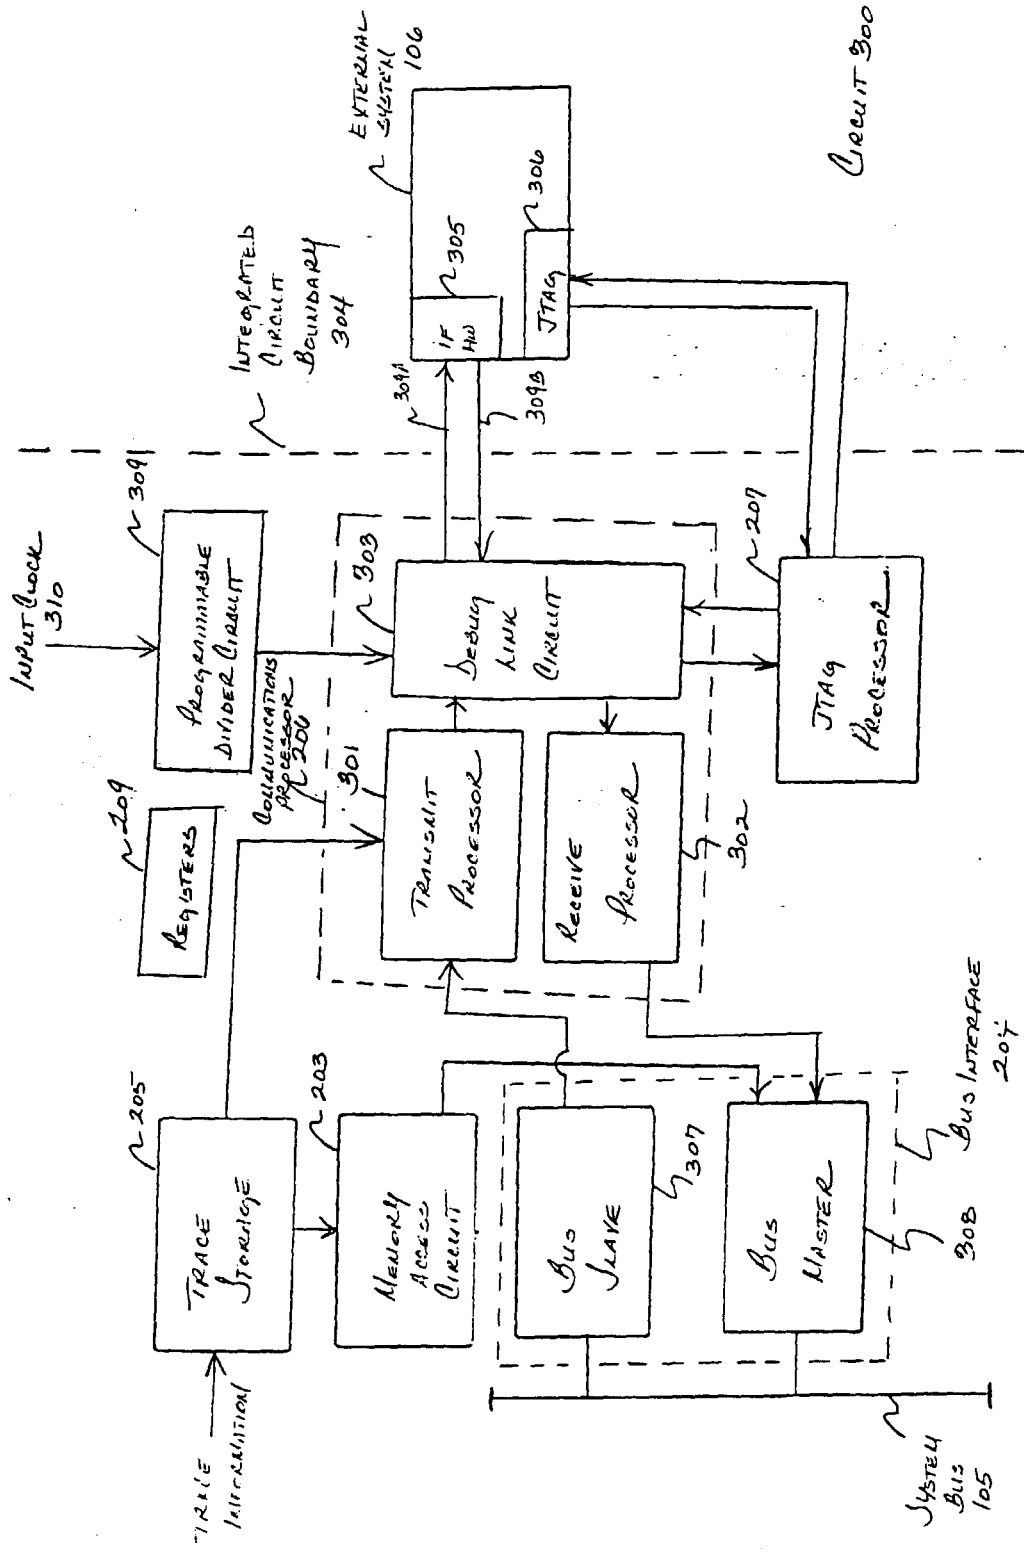 INPUT CLOCK
310
3091
PROGRAMMABLE
DIVIDER CIRCUIT
INTEGRATED
CIRCUIT
BOUNDARY
304
EXTERNAL
SYSTEM
106
305
IF
HW
306
JTAG
309A
309B
CIRCUIT 300
209
REGISTERS
COMMUNICATIONS
PROCESSOR
206
301
TRANSMIT
PROCESSOR
303
DEBUG
LINK
CIRCUIT
RECEIVE
PROCESSOR
302
207
JTAG
PROCESSOR
205
TRACE
STORAGE
TRACE
INFORMATION
203
MEMORY
ACCESS
CIRCUIT
BUS
SLAVE
307
BUS
MASTER
308
BUS INTERFACE
204
SYSTEM
BUS
105